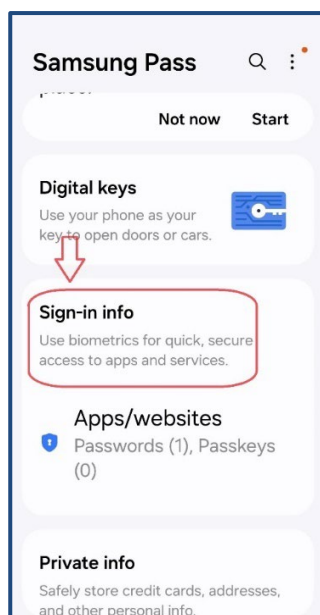 Samsung Pass
Not now Start
Digital keys
Use your phone as your
key to open doors or cars.
Sign-in info
Use biometrics for quick, secure
access to apps and services.
Apps/websites
Passwords (1), Passkeys
(0)
Private info
Safely store credit cards, addresses,
and other personal info.